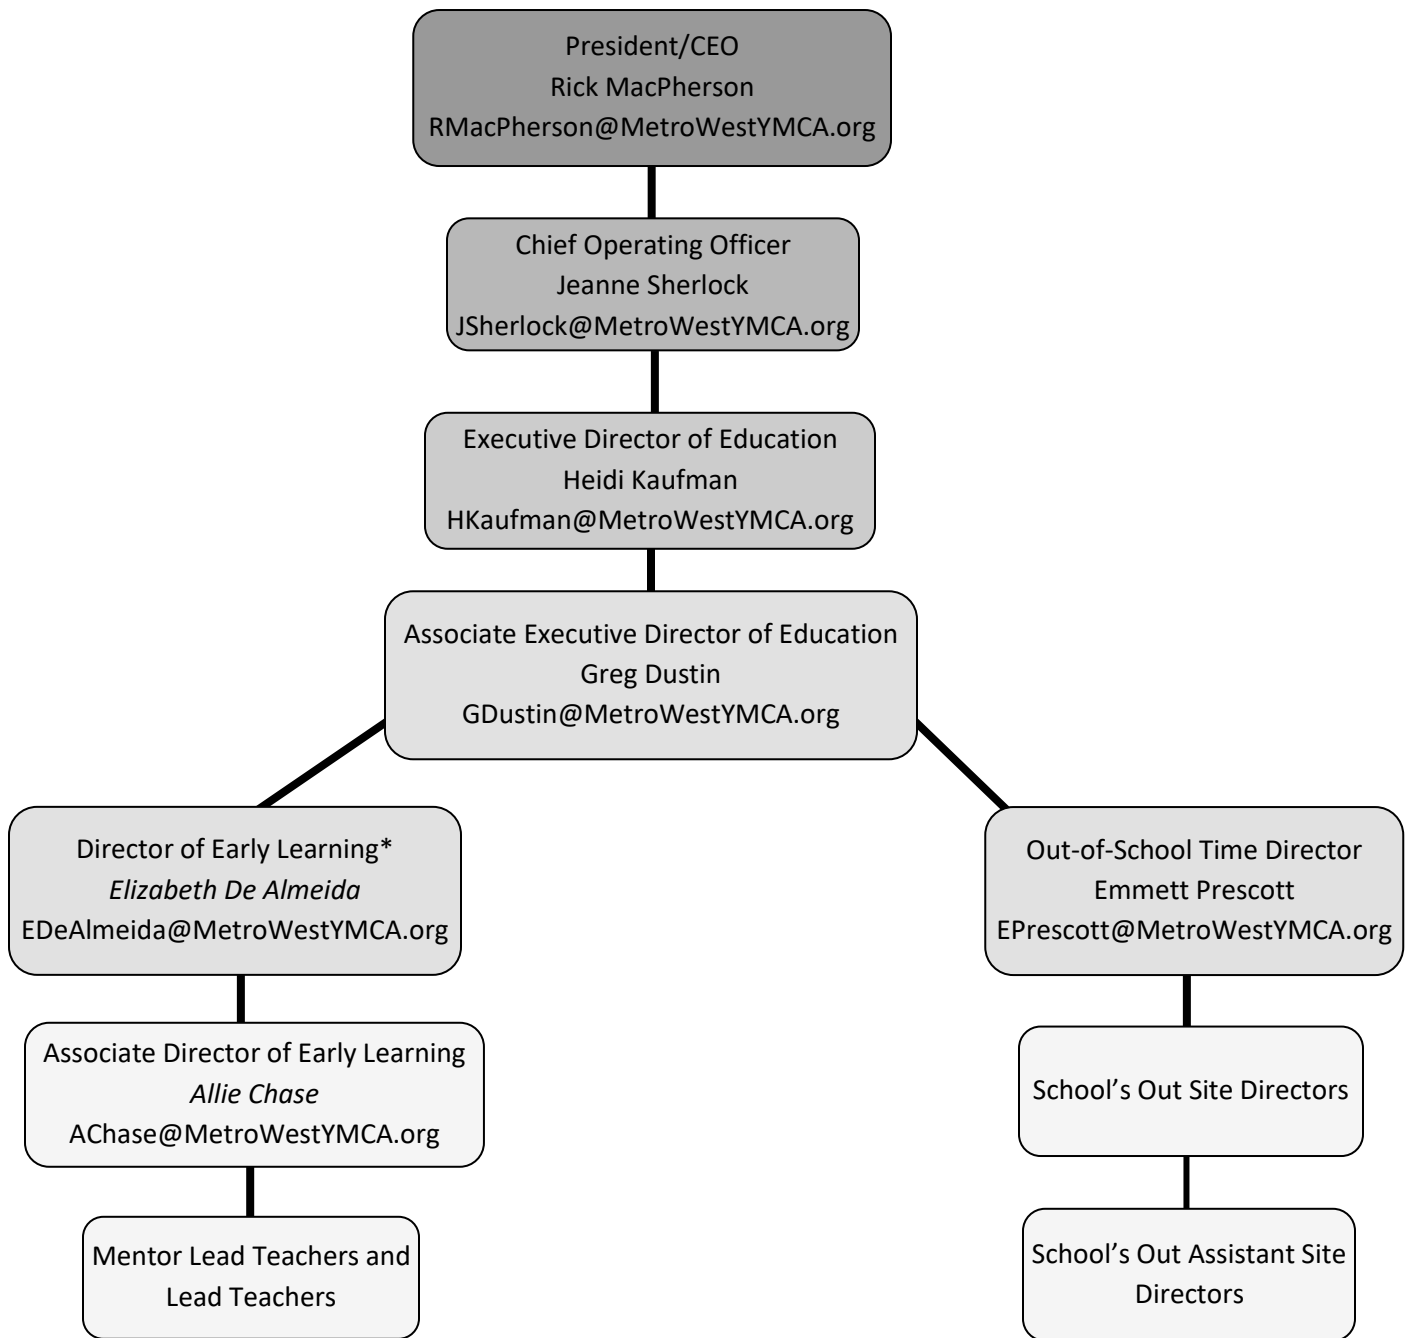 President/CEO
Rick MacPherson
RMacPherson@MetroWestYMCA.org
Chief Operating Officer
Jeanne Sherlock
JSherlock@MetroWestYMCA.org
Executive Director of Education
Heidi Kaufman
HKaufman@MetroWestYMCA.org
Associate Executive Director of Education
Greg Dustin
GDustin@MetroWestYMCA.org
Director of Early Learning*
Elizabeth De Almeida
EDeAlmeida@MetroWestYMCA.org
Out-of-School Time Director
Emmett Prescott
EPrescott@MetroWestYMCA.org
Associate Director of Early Learning
Allie Chase
AChase@MetroWestYMCA.org
School’s Out Site Directors
Mentor Lead Teachers and
Lead Teachers
School’s Out Assistant Site
Directors